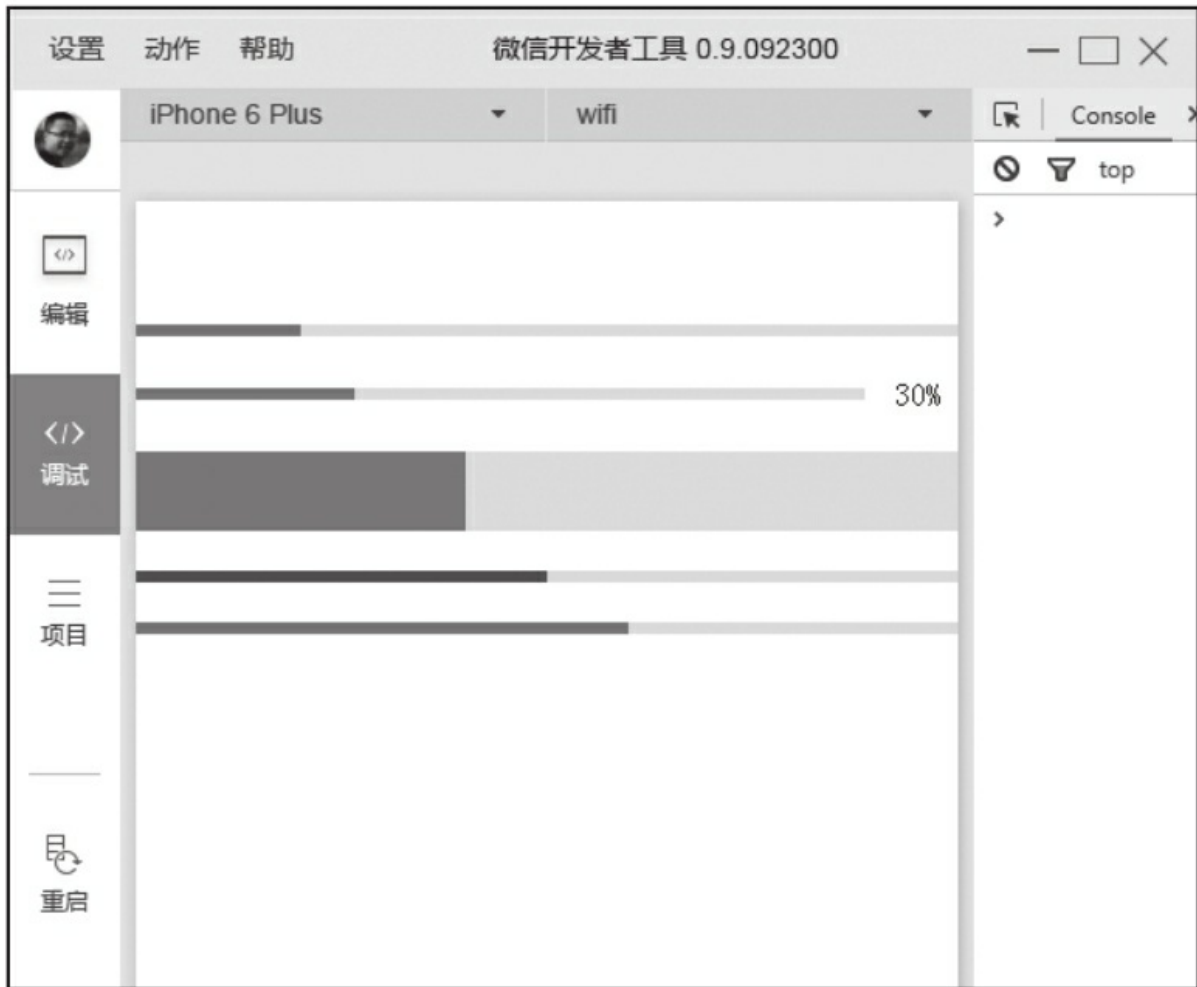 设置 动作 帮助 微信开发者工具 0.9.092300
iPhone 6 Plus wifi Console
top
</>
编辑
30%
</>
调试
项目
重启